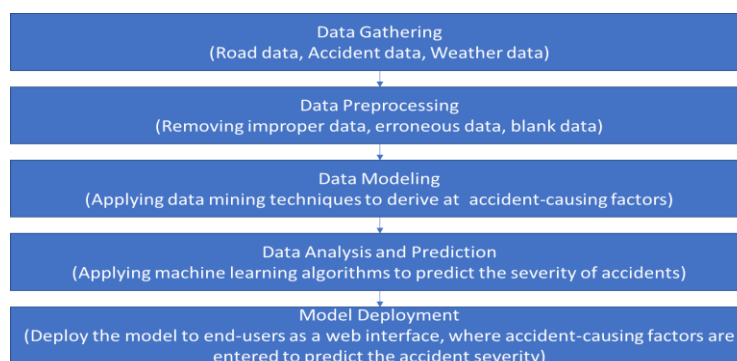 Data Gathering
(Road data, Accident data, Weather data)
Data Preprocessing
(Removing improper data, erroneous data, blank data)
Data Modeling
(Applying data mining techniques to derive at accident-causing factors)
Data Analysis and Prediction
(Applying machine learning algorithms to predict the severity of accidents)
Model Deployment
(Deploy the model to end-users as a web interface, where accident-causing factors are
entered to predict the accident severity)